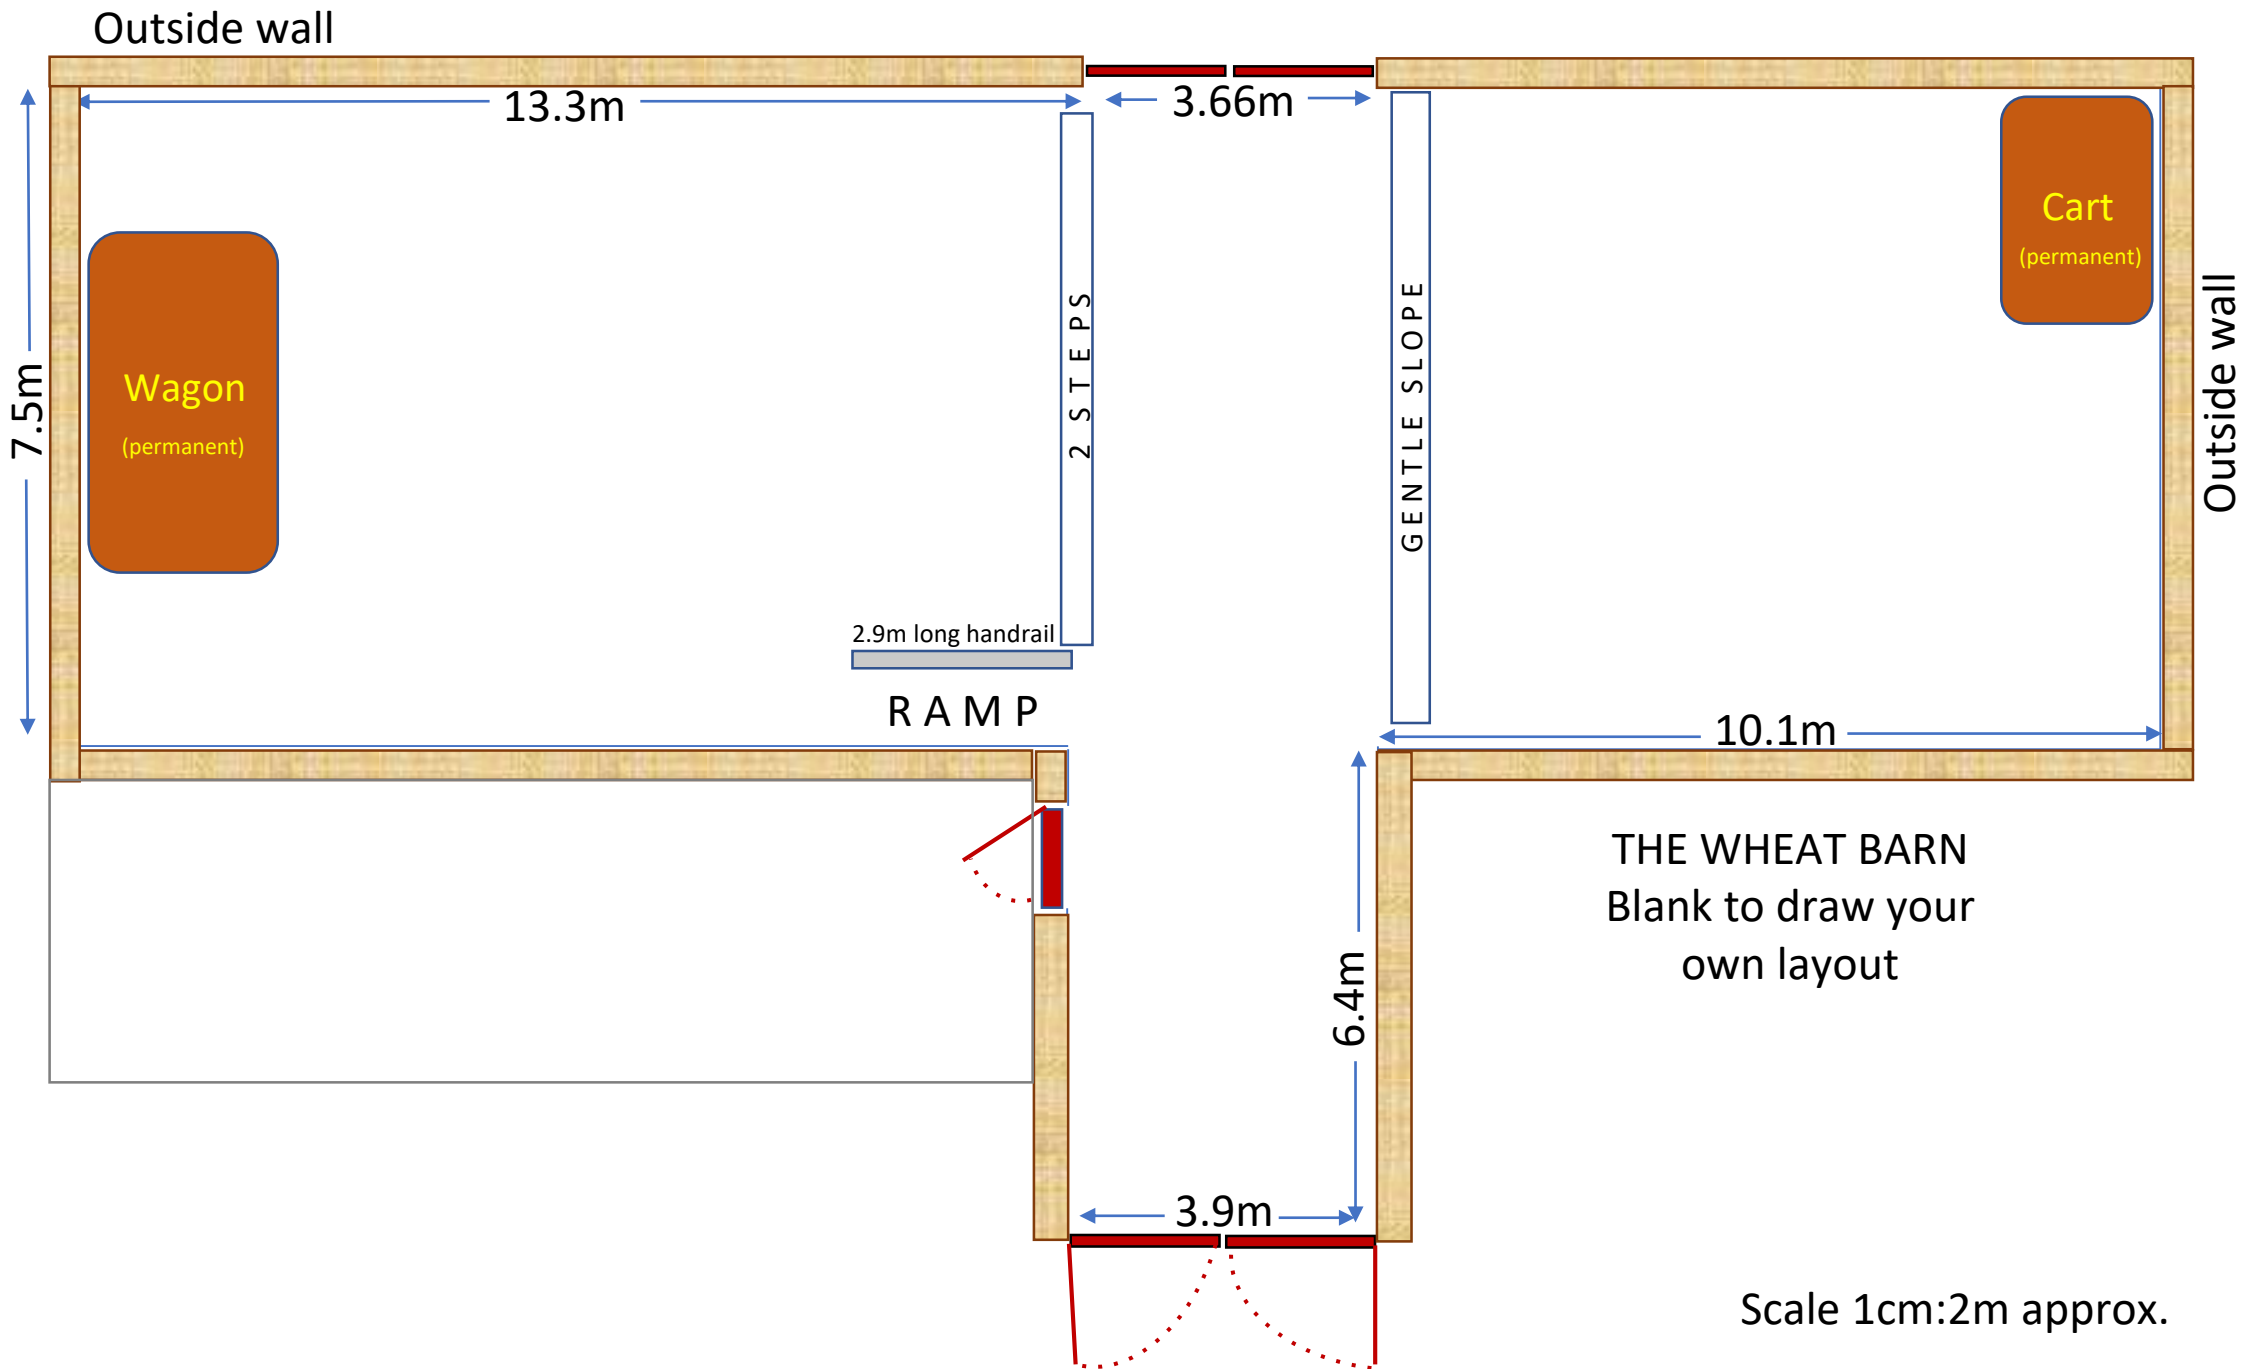 Outside wall
13.3m
3.66m
Cart
(permanent)
7.5m
Wagon
(permanent)
2 STEPS
GENTLE SLOPE
Outside wall
2.9m long handrail
RAMP
10.1m
THE WHEAT BARN
Blank to draw your
own layout
6.4m
3.9m
Scale 1cm:2m approx.